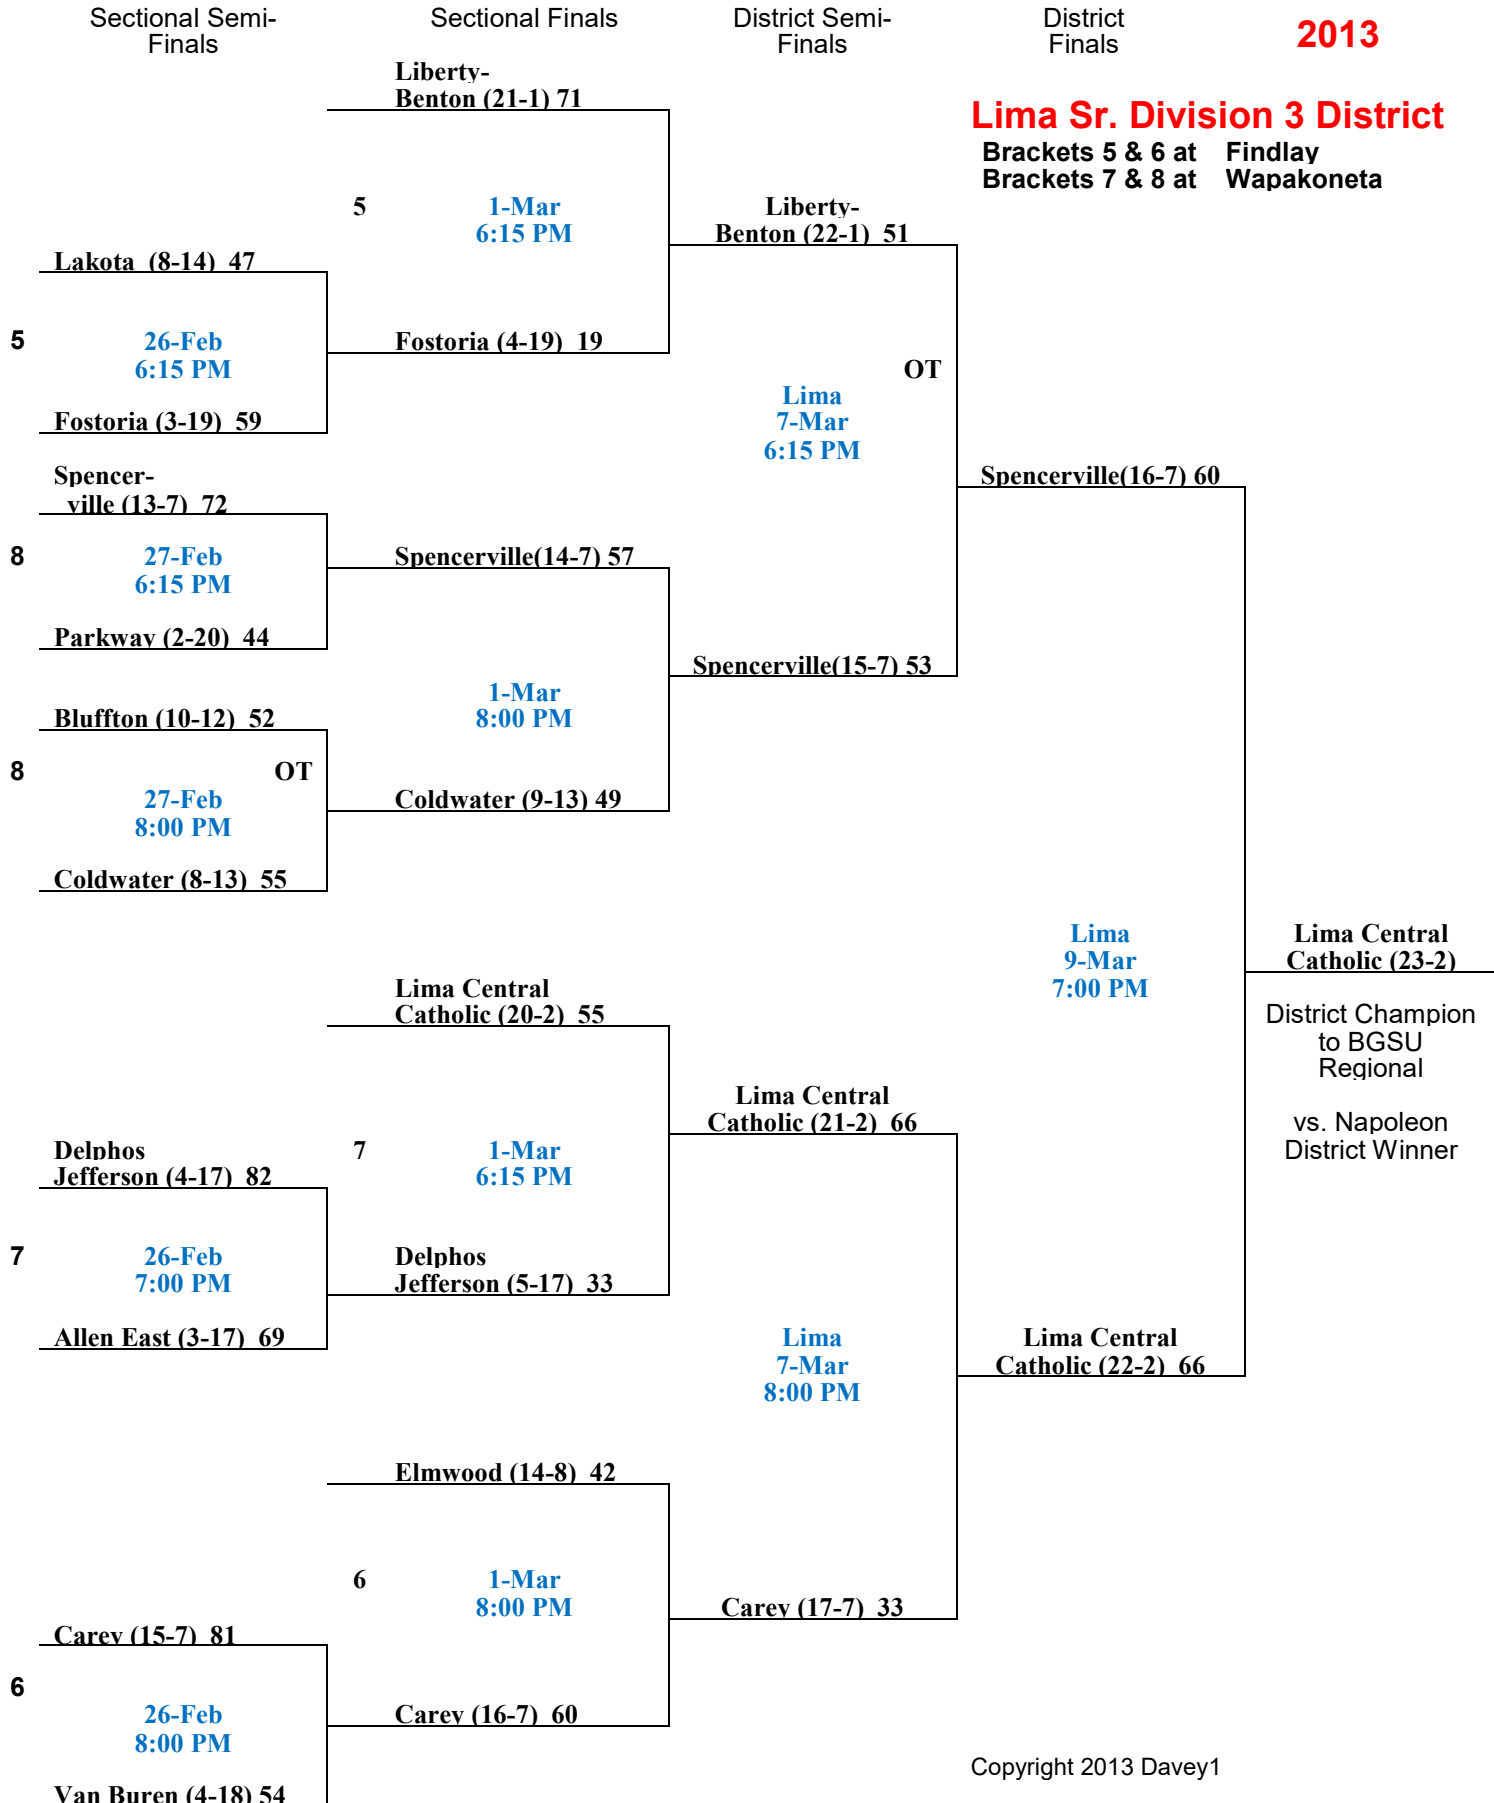 Sectional Semi-
Finals
Sectional Finals
District Semi-
Finals
District
Finals
2013
Lima Sr. Division 3 District
Brackets 5 & 6 at Findlay
Brackets 7 & 8 at Wapakoneta
Liberty-
Benton (21-1) 71
5
1-Mar
6:15 PM
Liberty-
Benton (22-1) 51
Lakota (8-14) 47
5
26-Feb
6:15 PM
Fostoria (4-19) 19
OT
Lima
7-Mar
6:15 PM
Fostoria (3-19) 59
Spencer-
ville (13-7) 72
Spencerville(16-7) 60
8
27-Feb
6:15 PM
Spencerville(14-7) 57
Parkway (2-20) 44
Spencerville(15-7) 53
1-Mar
8:00 PM
Bluffton (10-12) 52
8
OT
27-Feb
8:00 PM
Coldwater (9-13) 49
Coldwater (8-13) 55
Lima
9-Mar
7:00 PM
Lima Central
Catholic (23-2)
Lima Central
Catholic (20-2) 55
District Champion
to BGSU
Regional
vs. Napoleon
District Winner
Lima Central
Catholic (21-2) 66
Delphos
Jefferson (4-17) 82
7
1-Mar
6:15 PM
7
26-Feb
7:00 PM
Delphos
Jefferson (5-17) 33
Allen East (3-17) 69
Lima
7-Mar
8:00 PM
Lima Central
Catholic (22-2) 66
Elmwood (14-8) 42
6
1-Mar
8:00 PM
Carey (17-7) 33
Carey (15-7) 81
6
26-Feb
8:00 PM
Carey (16-7) 60
Van Buren (4-18) 54
Copyright 2013 Davey1